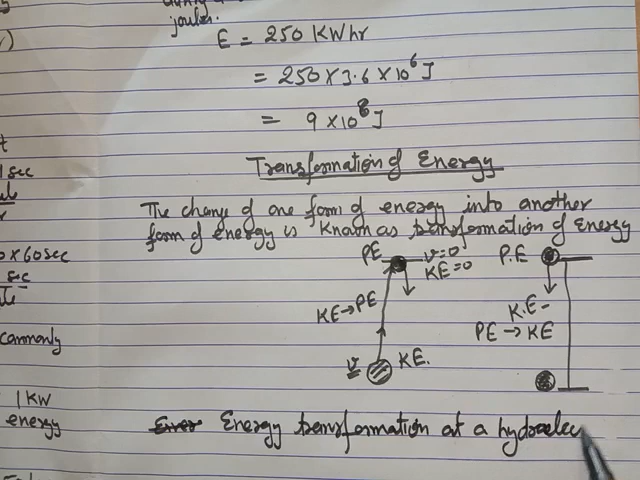 joules.
E = 250 KWhr
= 250 × 3.6 × 10⁶ J
= 9 × 10⁸ J
Transformation of Energy
The change of one form of energy into another
form of energy is known as transformation of Energy
PE v=0 P.E
KE=0
KE→PE K.E-
PE → KE
v KE.
Energy transformation at a hydroelec
1 sec
0 × 60 sec
sec
commonly
1 KW
energy